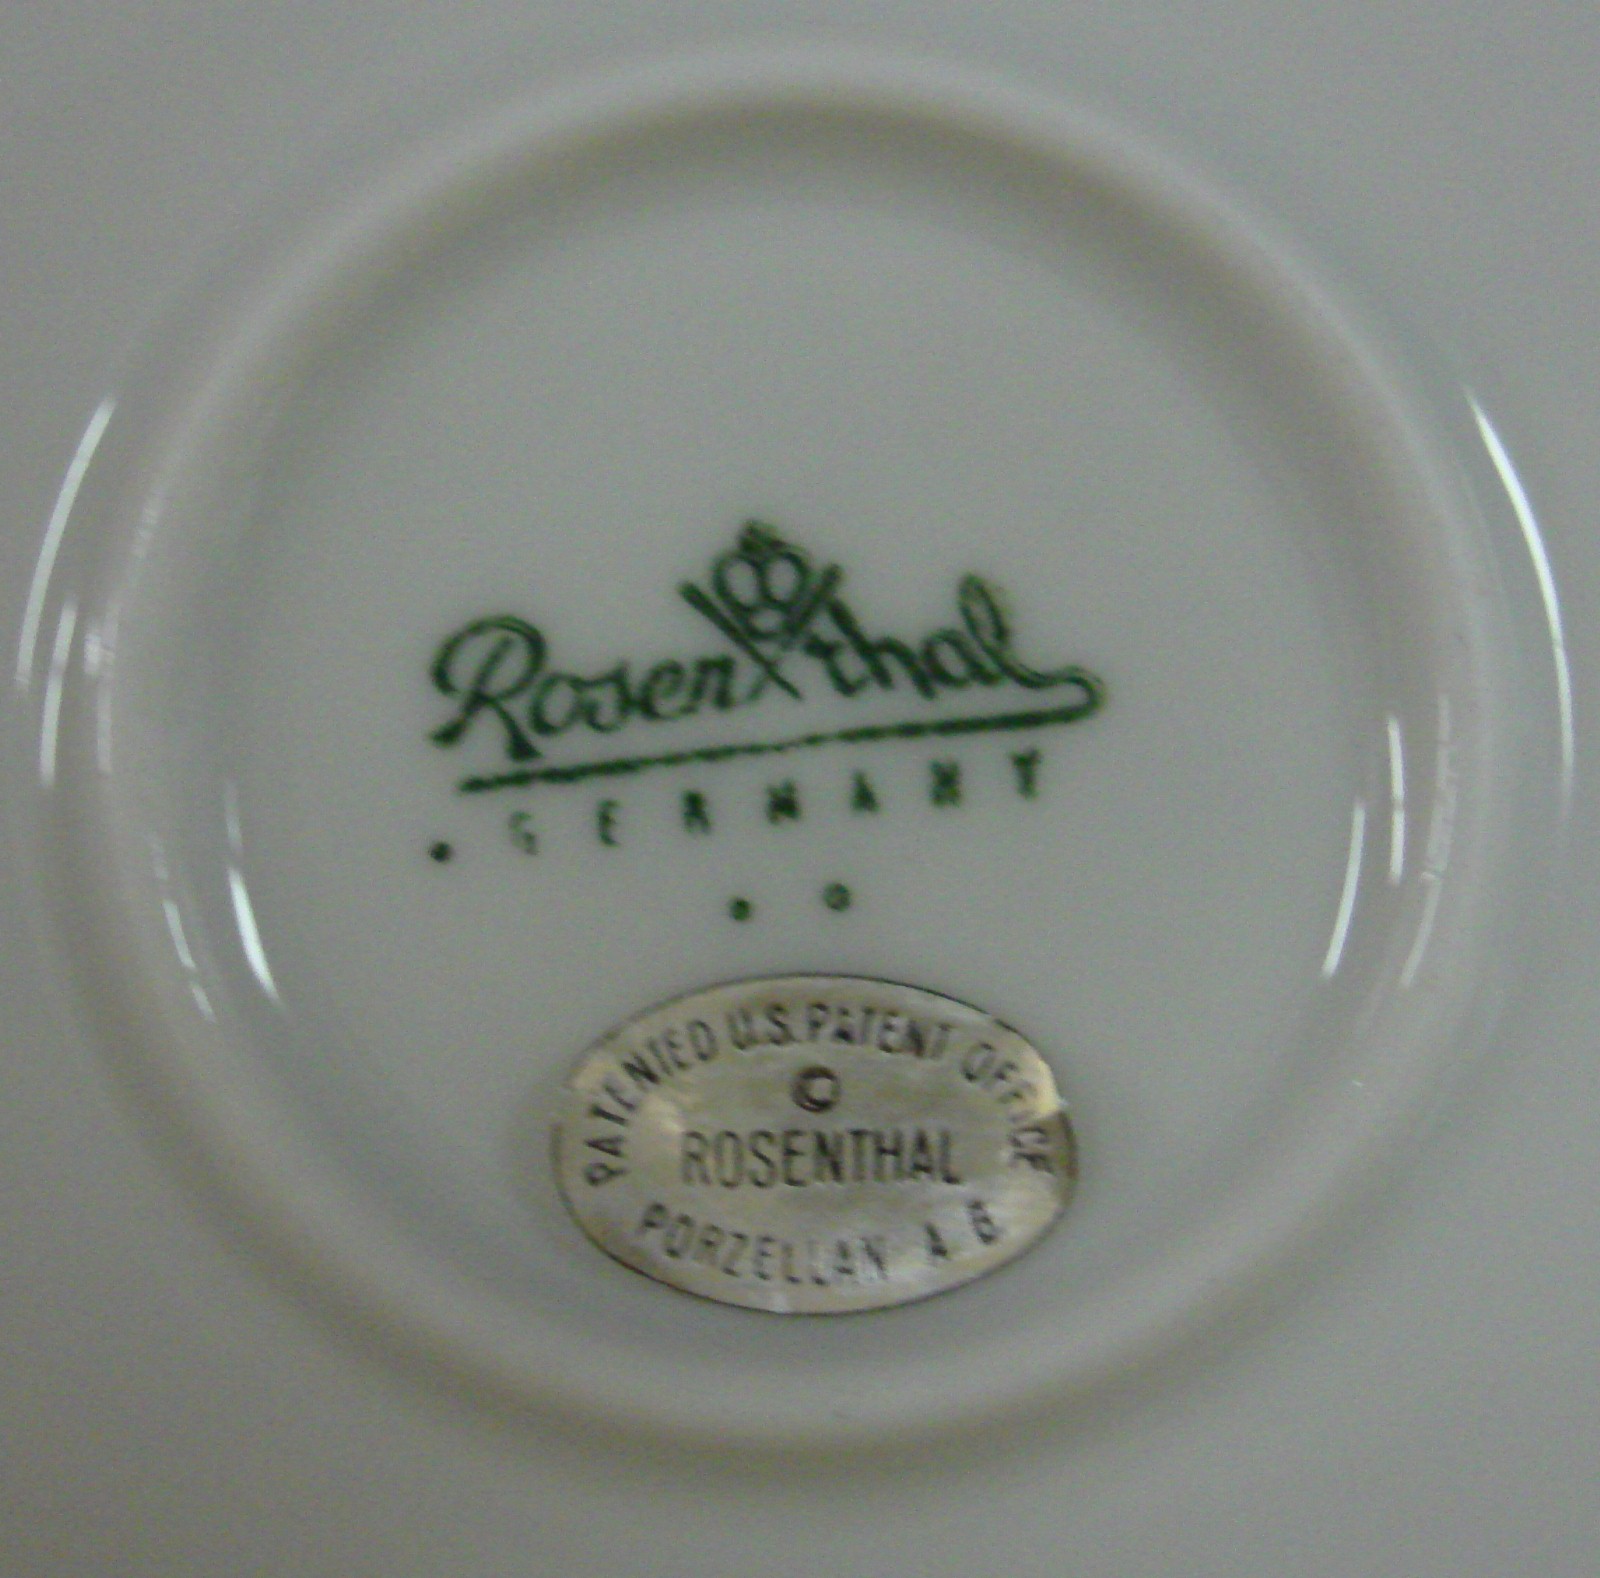 Rosenthal
GERMANY
PATENTED U.S. PATENT OFFICE
©
ROSENTHAL
PORZELLAN A B